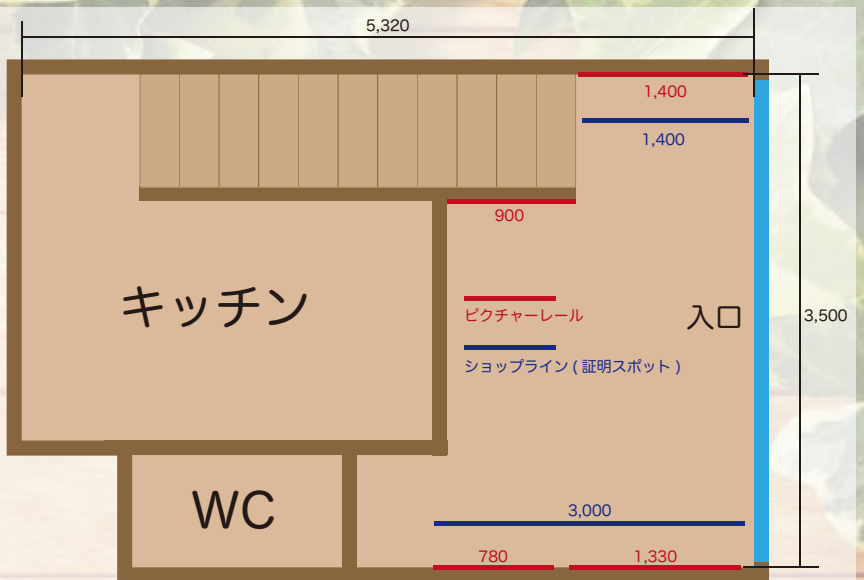 5,320
1,400
1,400
900
キッチン
ピクチャーレール
入口
3,500
ショップライン ( 証明スポット )
WC
3,000
780
1,330